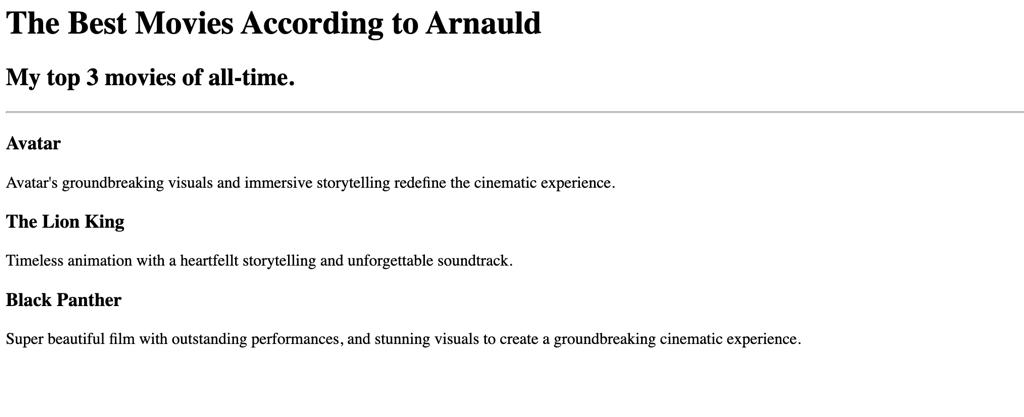 The Best Movies According to Arnauld
My top 3 movies of all-time.
Avatar
Avatar's groundbreaking visuals and immersive storytelling redefine the cinematic experience.
The Lion King
Timeless animation with a heartfellt storytelling and unforgettable soundtrack.
Black Panther
Super beautiful film with outstanding performances, and stunning visuals to create a groundbreaking cinematic experience.